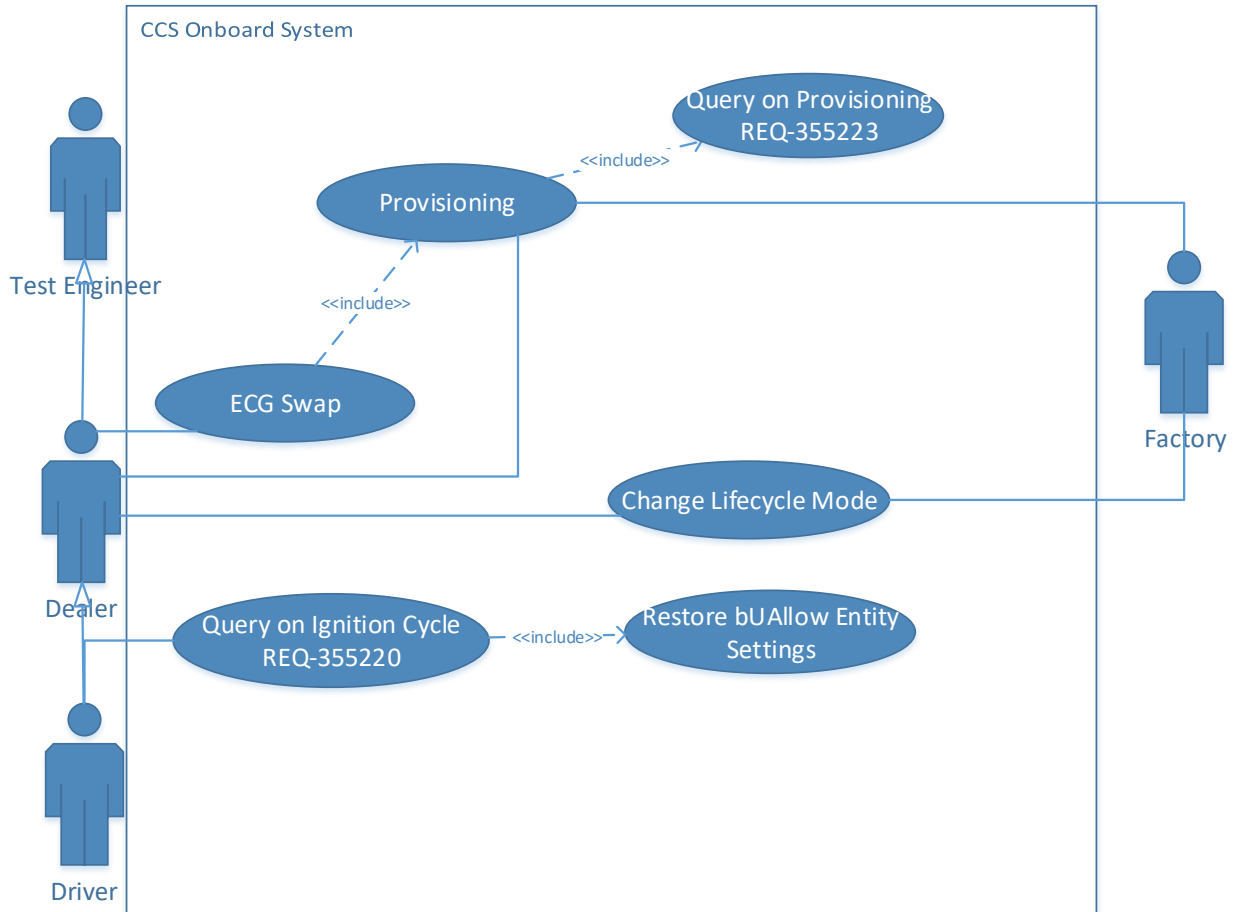 CCS Onboard System
Query on Provisioning
REQ-355223
<<include>>
Provisioning
Test Engineer
<<include>>
ECG Swap
Factory
Change Lifecycle Mode
Dealer
Query on Ignition Cycle
REQ-355220
<<include>>
Restore bUAllow Entity
Settings
Driver